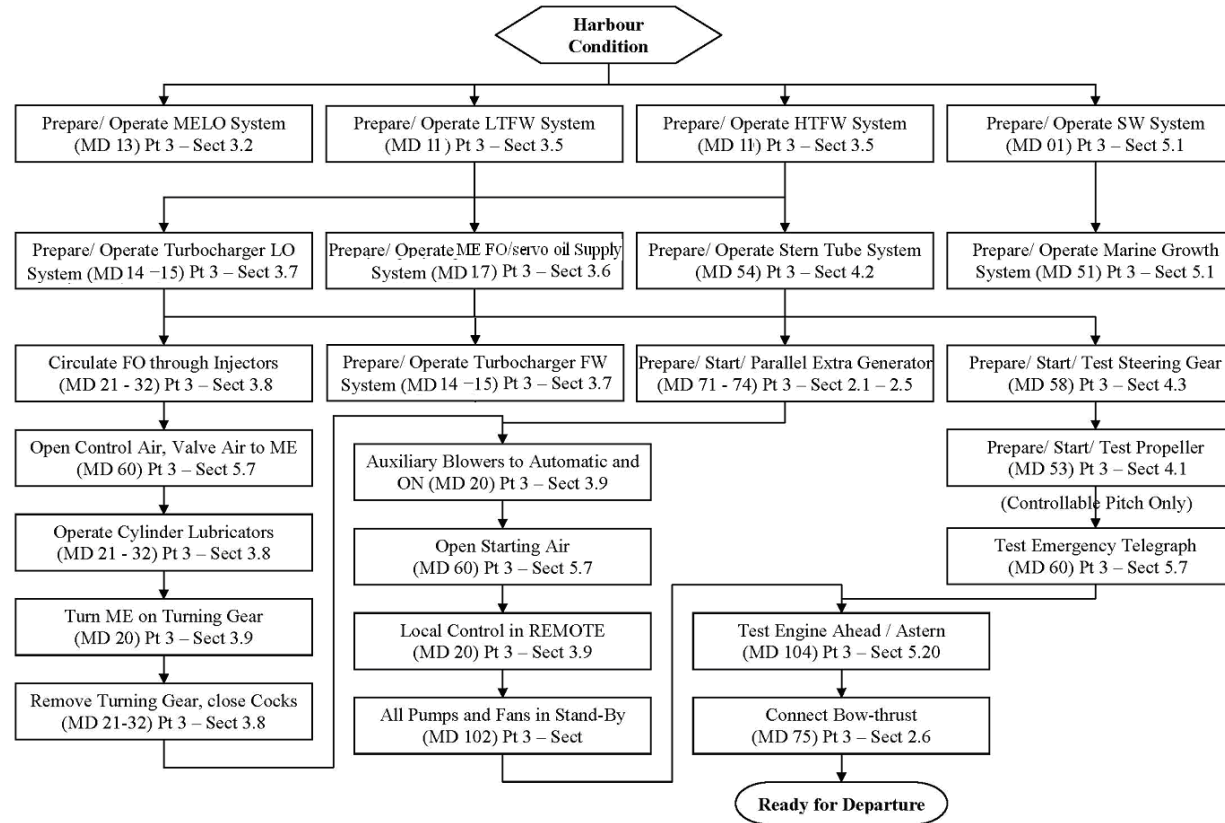 Harbour
Condition
Prepare/ Operate MELO System
(MD 13) Pt 3 – Sect 3.2
Prepare/ Operate LTFW System
(MD 11) Pt 3 – Sect 3.5
Prepare/ Operate HTFW System
(MD 11) Pt 3 – Sect 3.5
Prepare/ Operate SW System
(MD 01) Pt 3 – Sect 5.1
Prepare/ Operate Turbocharger LO
System (MD 14 –15) Pt 3 – Sect 3.7
Prepare/ Operate ME FO/servo oil Supply
System (MD 17) Pt 3 – Sect 3.6
Prepare/ Operate Stern Tube System
(MD 54) Pt 3 – Sect 4.2
Prepare/ Operate Marine Growth
System (MD 51) Pt 3 – Sect 5.1
Circulate FO through Injectors
(MD 21 - 32) Pt 3 – Sect 3.8
Prepare/ Operate Turbocharger FW
System (MD 14 –15) Pt 3 – Sect 3.7
Prepare/ Start/ Parallel Extra Generator
(MD 71 - 74) Pt 3 – Sect 2.1 – 2.5
Prepare/ Start/ Test Steering Gear
(MD 58) Pt 3 – Sect 4.3
Open Control Air, Valve Air to ME
(MD 60) Pt 3 – Sect 5.7
Auxiliary Blowers to Automatic and
ON (MD 20) Pt 3 – Sect 3.9
Prepare/ Start/ Test Propeller
(MD 53) Pt 3 – Sect 4.1
(Controllable Pitch Only)
Operate Cylinder Lubricators
(MD 21 - 32) Pt 3 – Sect 3.8
Open Starting Air
(MD 60) Pt 3 – Sect 5.7
Test Emergency Telegraph
(MD 60) Pt 3 – Sect 5.7
Turn ME on Turning Gear
(MD 20) Pt 3 – Sect 3.9
Local Control in REMOTE
(MD 20) Pt 3 – Sect 3.9
Test Engine Ahead / Astern
(MD 104) Pt 3 – Sect 5.20
Remove Turning Gear, close Cocks
(MD 21-32) Pt 3 – Sect 3.8
All Pumps and Fans in Stand-By
(MD 102) Pt 3 – Sect
Connect Bow-thrust
(MD 75) Pt 3 – Sect 2.6
Ready for Departure